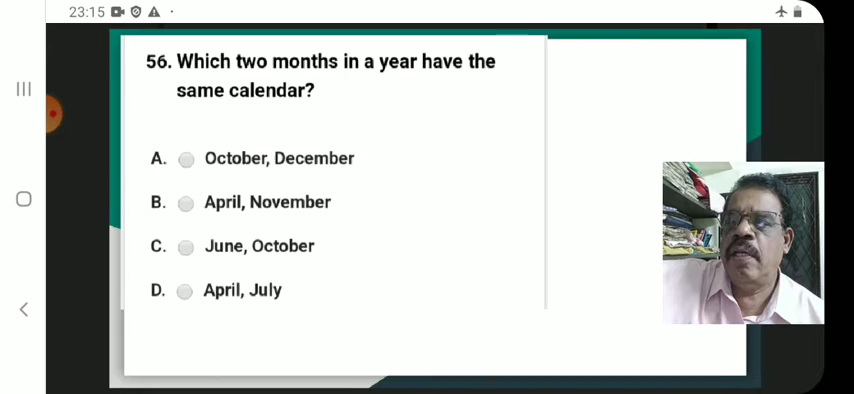 23:15
56. Which two months in a year have the
same calendar?
A. October, December
B. April, November
C. June, October
D. April, July